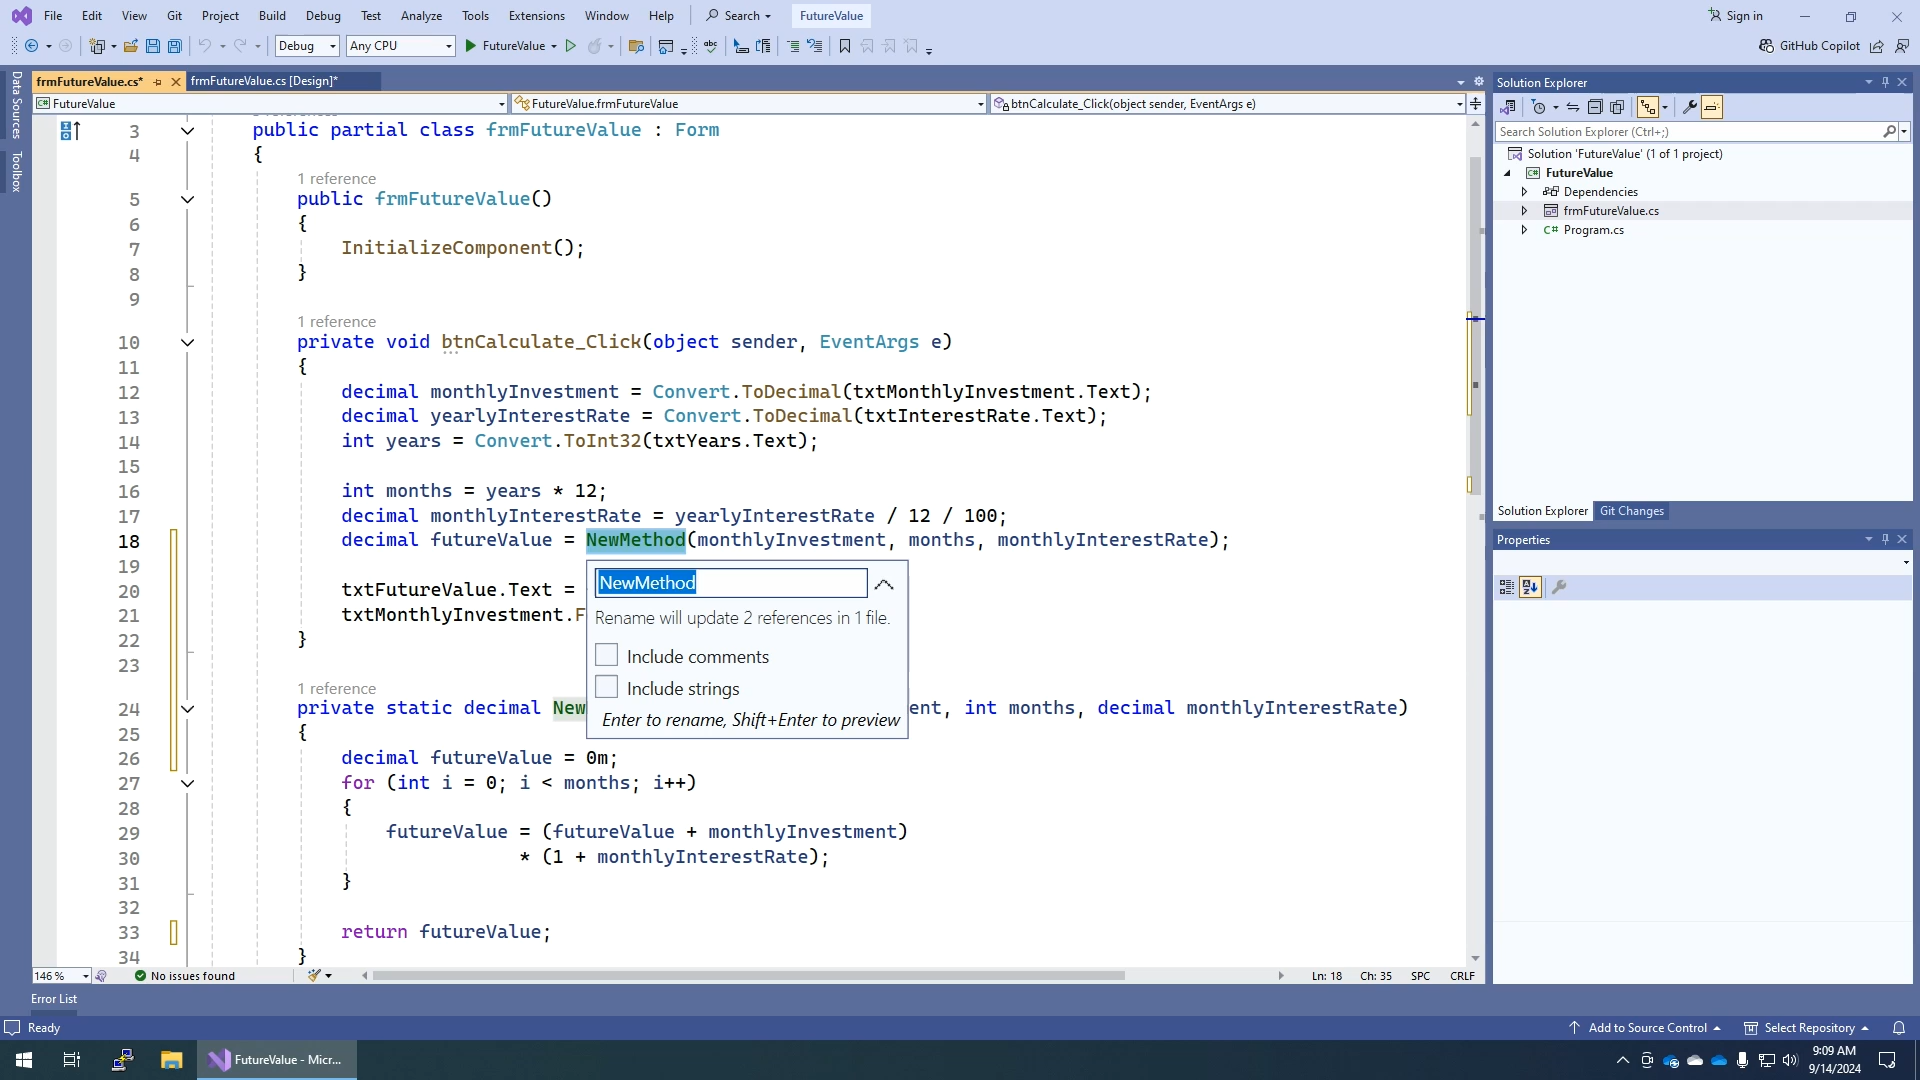 File Edit View Git Project Build Debug Test Analyze Tools Extensions Window Help Search FutureValue Sign in
Debug Any CPU FutureValue GitHub Copilot
frmFutureValue.cs* frmFutureValue.cs [Design]*
FutureValue FutureValue.frmFutureValue btnCalculate_Click(object sender, EventArgs e)
Data Sources
Toolbox
3 public partial class frmFutureValue : Form
4 {
1 reference
5 public frmFutureValue()
6 {
7 InitializeComponent();
8 }
9
1 reference
10 private void btnCalculate_Click(object sender, EventArgs e)
11 {
12 decimal monthlyInvestment = Convert.ToDecimal(txtMonthlyInvestment.Text);
13 decimal yearlyInterestRate = Convert.ToDecimal(txtInterestRate.Text);
14 int years = Convert.ToInt32(txtYears.Text);
15
16 int months = years * 12;
17 decimal monthlyInterestRate = yearlyInterestRate / 12 / 100;
18 decimal futureValue = NewMethod(monthlyInvestment, months, monthlyInterestRate);
19
20 txtFutureValue.Text =
21 txtMonthlyInvestment.F
22 }
23
NewMethod
Rename will update 2 references in 1 file.
Include comments
Include strings
Enter to rename, Shift+Enter to preview
1 reference
24 private static decimal New ent, int months, decimal monthlyInterestRate)
25 {
26 decimal futureValue = 0m;
27 for (int i = 0; i < months; i++)
28 {
29 futureValue = (futureValue + monthlyInvestment)
30 * (1 + monthlyInterestRate);
31 }
32
33 return futureValue;
34 }
146 % No issues found Ln: 18 Ch: 35 SPC CRLF
Error List
Ready Add to Source Control Select Repository
Solution Explorer
Search Solution Explorer (Ctrl+;)
Solution 'FutureValue' (1 of 1 project)
C# FutureValue
Dependencies
frmFutureValue.cs
C# Program.cs
Solution Explorer Git Changes
Properties
FutureValue - Micr...
9:09 AM
9/14/2024